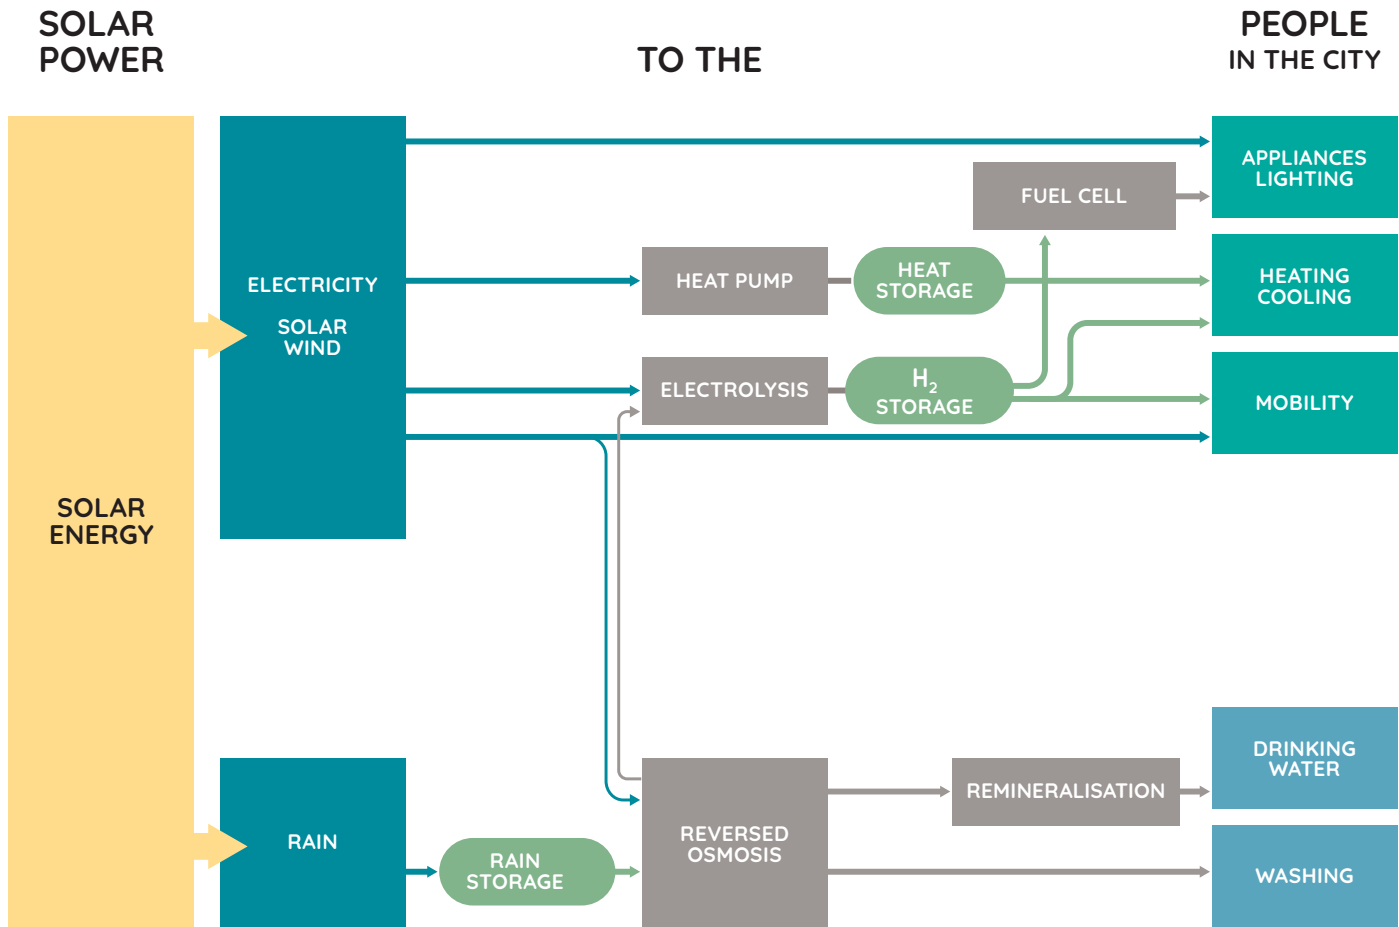 SOLAR
POWER
TO THE
PEOPLE
IN THE CITY
SOLAR
ENERGY
ELECTRICITY
SOLAR
WIND
APPLIANCES
LIGHTING
FUEL CELL
HEAT PUMP
HEAT
STORAGE
HEATING
COOLING
ELECTROLYSIS
H₂
STORAGE
MOBILITY
RAIN
RAIN
STORAGE
REVERSED
OSMOSIS
REMINERALISATION
DRINKING
WATER
WASHING